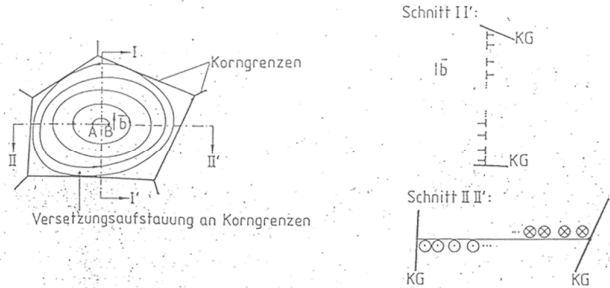 I
Korngrenzen
A B b
II
II'
I'
Versetzungsaufstauung an Korngrenzen
Schnitt I I':
KG
b
KG
Schnitt II II':
KG
KG